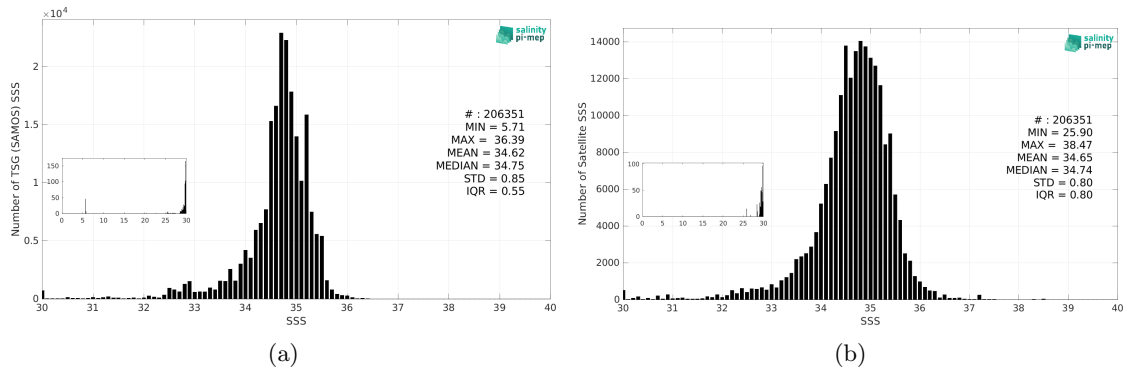 ×10⁴
salinity
pi-mep
2
1.5
1
0.5
0
Number of TSG (SAMOS) SSS
# : 206351
MIN = 5.71
MAX = 36.39
MEAN = 34.62
MEDIAN = 34.75
STD = 0.85
IQR = 0.55
150
100
50
0
0 5 10 15 20 25 30
30 31 32 33 34 35 36 37 38 39 40
SSS
(a)
salinity
pi-mep
14000
12000
10000
8000
6000
4000
2000
0
Number of Satellite SSS
# : 206351
MIN = 25.90
MAX = 38.47
MEAN = 34.65
MEDIAN = 34.74
STD = 0.80
IQR = 0.80
100
50
0
0 5 10 15 20 25 30
30 31 32 33 34 35 36 37 38 39 40
SSS
(b)